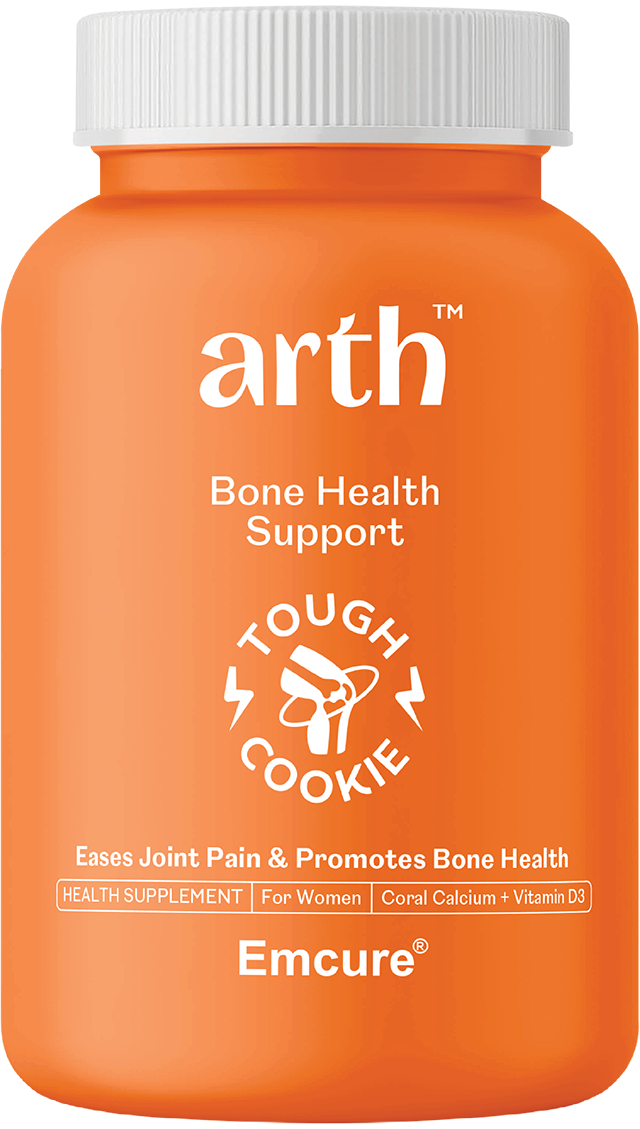 arth™
Bone Health
Support
TOUGH
COOKIE
Eases Joint Pain & Promotes Bone Health
HEALTH SUPPLEMENT | For Women | Coral Calcium + Vitamin D3
Emcure®